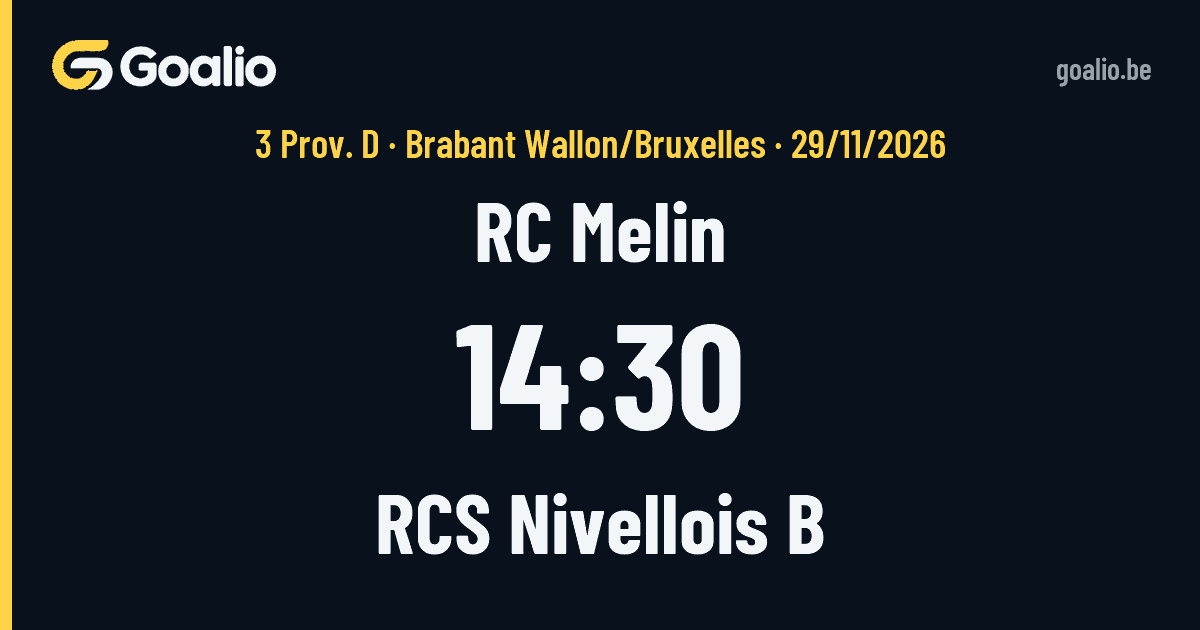 Goalio
goalio.be
3 Prov. D · Brabant Wallon/Bruxelles · 29/11/2026
RC Melin
14:30
RCS Nivellois B